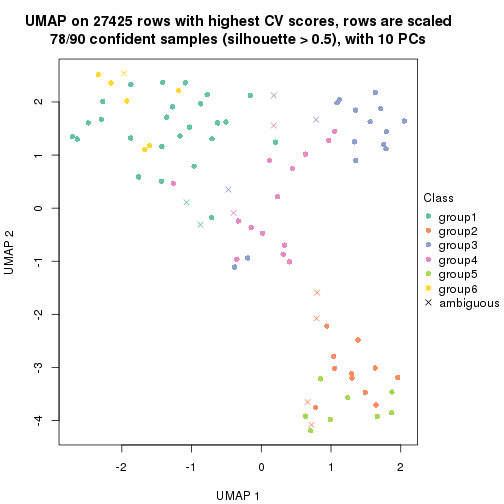 UMAP on 27425 rows with highest CV scores, rows are scaled
78/90 confident samples (silhouette > 0.5), with 10 PCs
2
1
0
-1
-2
-3
-4
UMAP 2
-2
-1
0
1
2
UMAP 1
Class
group1
group2
group3
group4
group5
group6
ambiguous